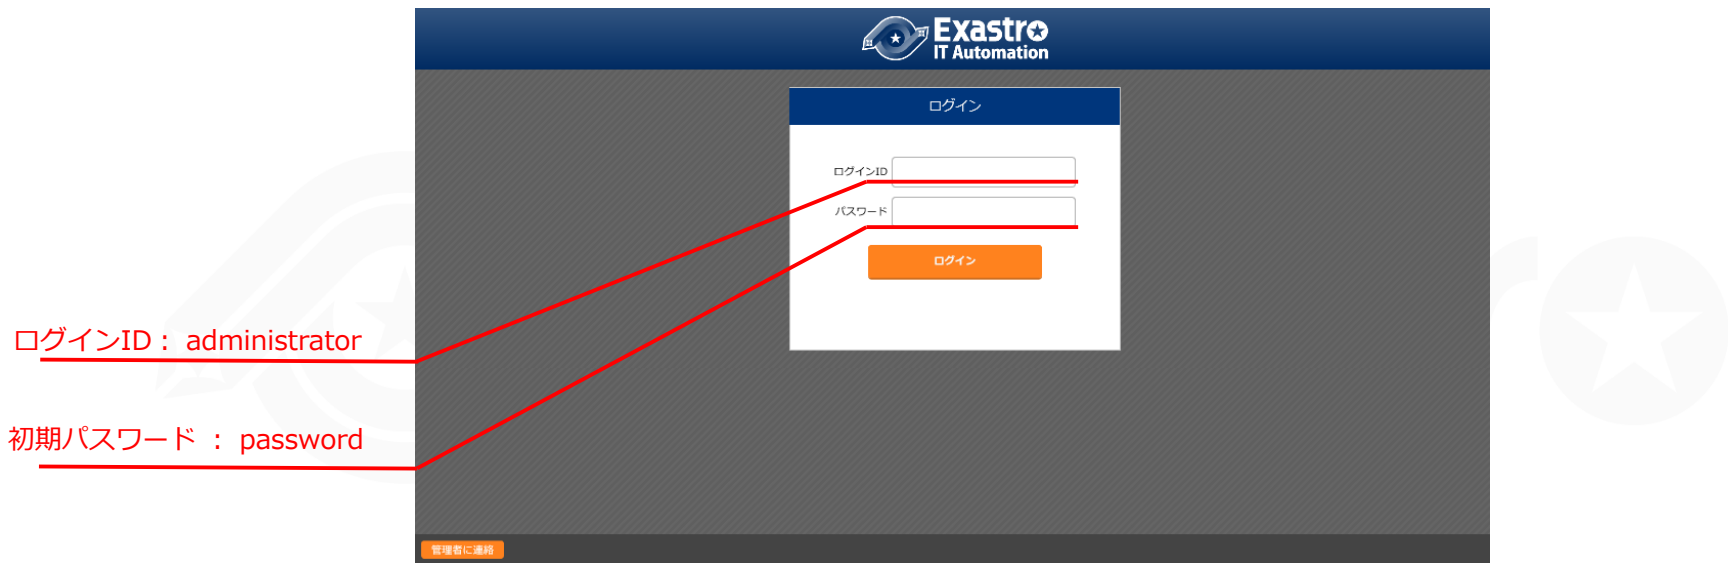 Exastro
IT Automation
ログイン
ログインID
パスワード
ログイン
ログインID： administrator
初期パスワード ： password
管理者に連絡